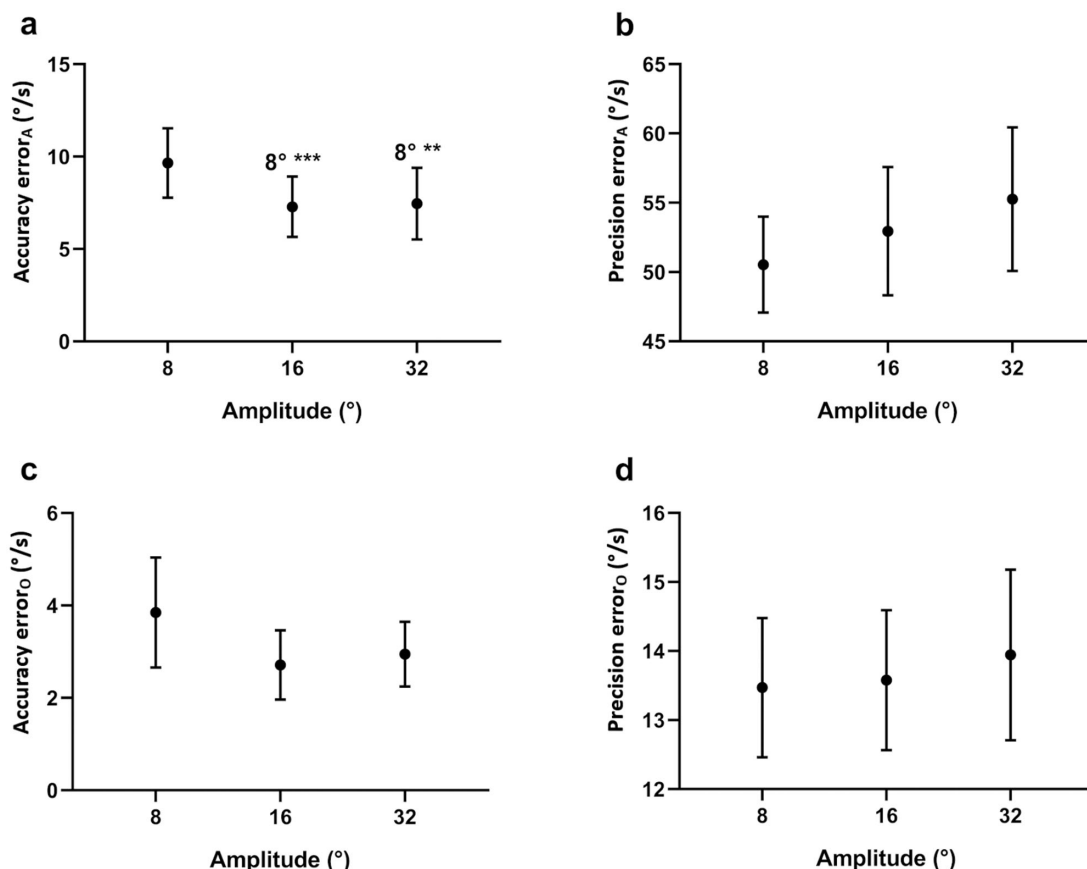 a
Accuracy error_A (°/s)
15
10
5
0
8° ***
8° **
8 16 32
Amplitude (°)
b
Precision error_A (°/s)
65
60
55
50
45
8 16 32
Amplitude (°)
c
Accuracy error_O (°/s)
6
4
2
0
8 16 32
Amplitude (°)
d
Precision error_O (°/s)
16
15
14
13
12
8 16 32
Amplitude (°)